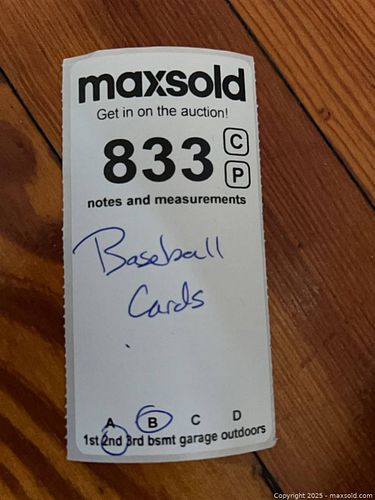 maxsold
Get in on the auction!
833 C
P
notes and measurements
Baseball
Cards
A B C D
1st 2nd 3rd bsmt garage outdoors
Copyright 2025 - maxsold.com